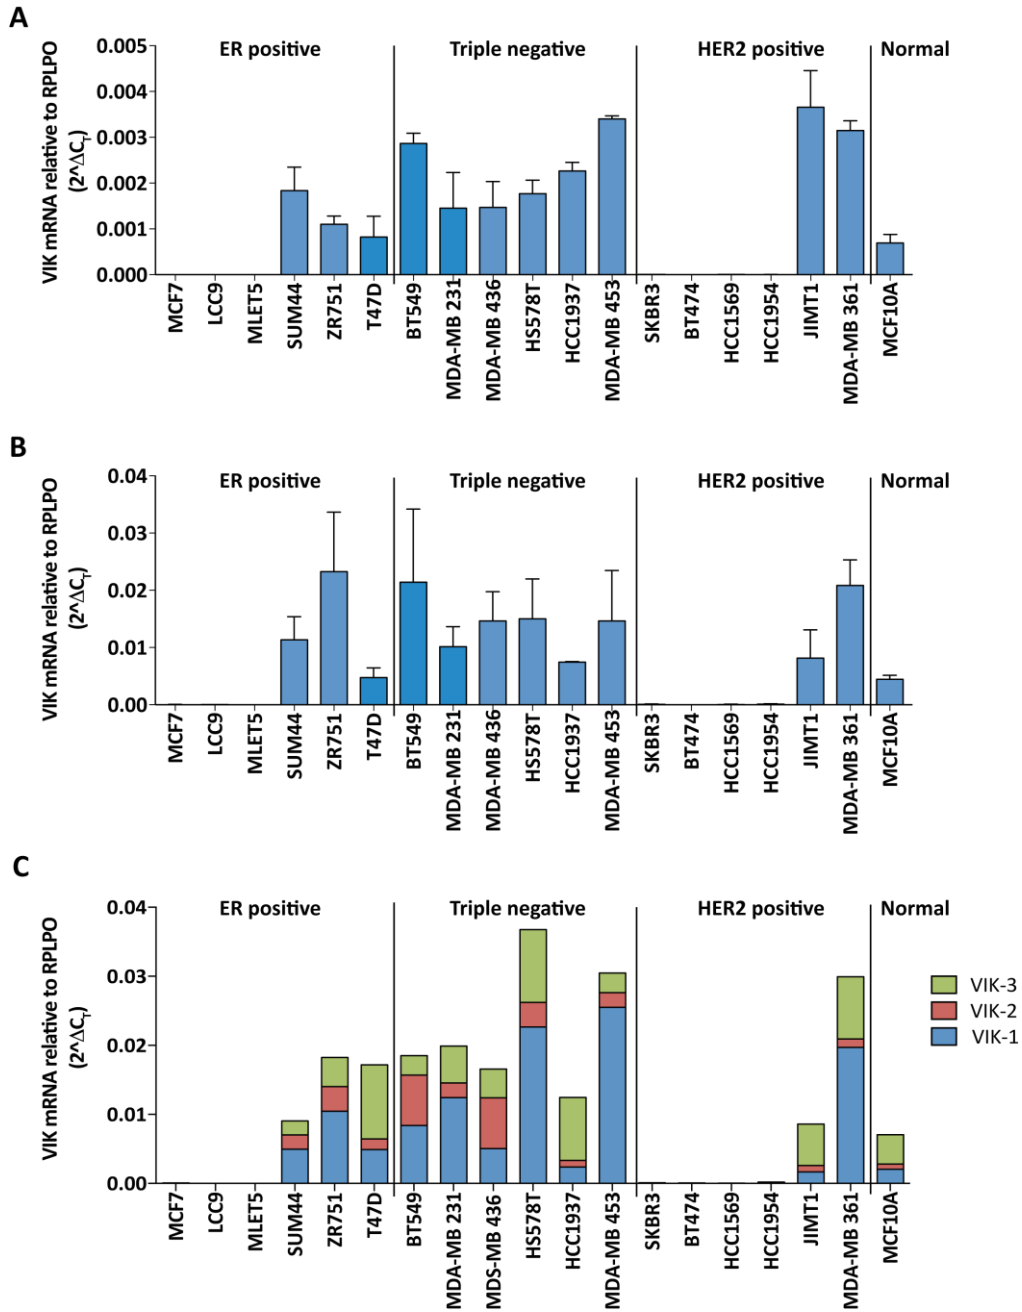 A
ER positive
Triple negative
HER2 positive
Normal
VIK mRNA relative to RPLPO
(2^ΔCT)
0.005
0.004
0.003
0.002
0.001
0.000
MCF7
LCC9
MLET5
SUM44
ZR751
T47D
BT549
MDA-MB 231
MDA-MB 436
HS578T
HCC1937
MDA-MB 453
SKBR3
BT474
HCC1569
HCC1954
JIMT1
MDA-MB 361
MCF10A
B
ER positive
Triple negative
HER2 positive
Normal
VIK mRNA relative to RPLPO
(2^ΔCT)
0.04
0.03
0.02
0.01
0.00
MCF7
LCC9
MLET5
SUM44
ZR751
T47D
BT549
MDA-MB 231
MDA-MB 436
HS578T
HCC1937
MDA-MB 453
SKBR3
BT474
HCC1569
HCC1954
JIMT1
MDA-MB 361
MCF10A
C
ER positive
Triple negative
HER2 positive
Normal
VIK mRNA relative to RPLPO
(2^ΔCT)
0.04
0.03
0.02
0.01
0.00
VIK-3
VIK-2
VIK-1
MCF7
LCC9
MLET5
SUM44
ZR751
T47D
BT549
MDA-MB 231
MDS-MB 436
HS578T
HCC1937
MDA-MB 453
SKBR3
BT474
HCC1569
HCC1954
JIMT1
MDA-MB 361
MCF10A